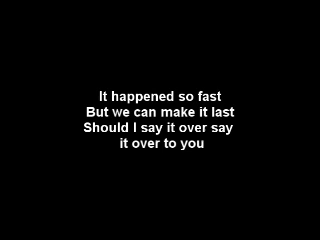 It happened so fast
But we can make it last
Should I say it over say
it over to you